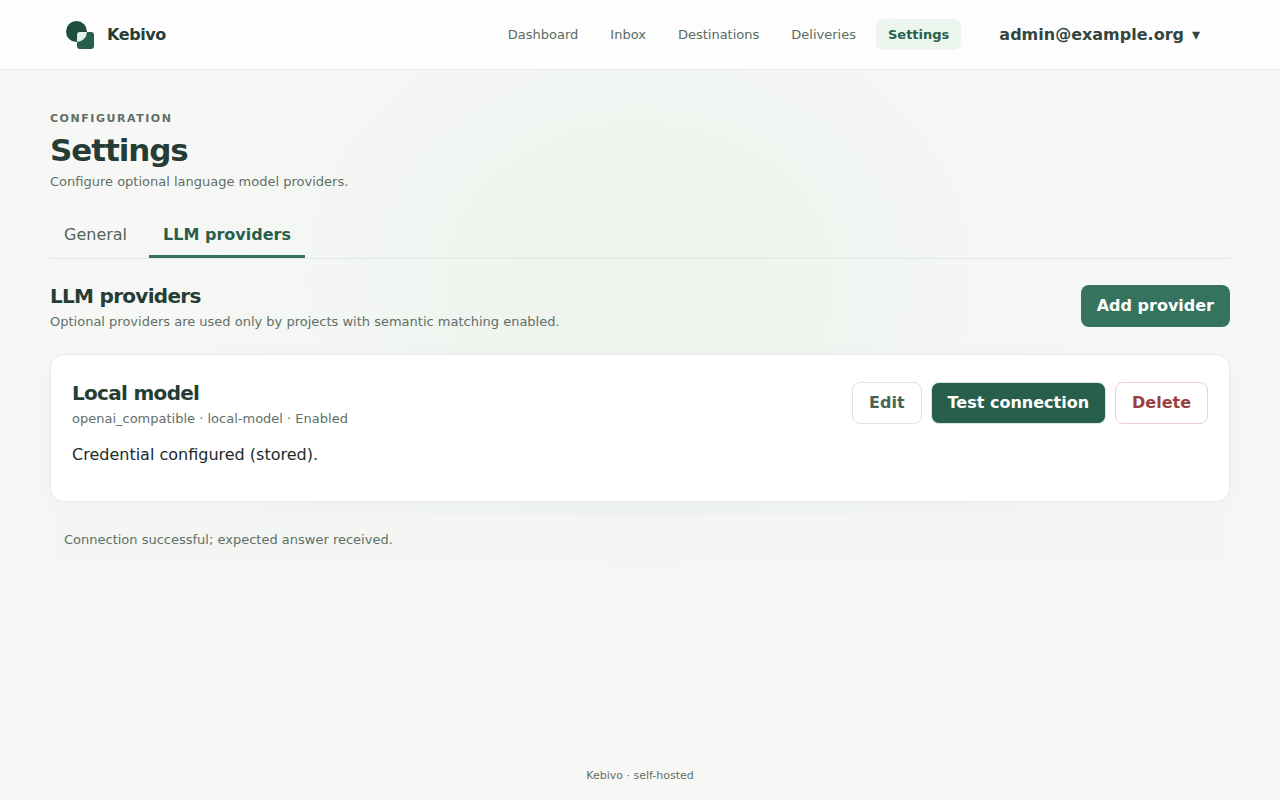 Kebivo
Dashboard Inbox Destinations Deliveries Settings admin@example.org ▼
CONFIGURATION
Settings
Configure optional language model providers.
General LLM providers
LLM providers
Optional providers are used only by projects with semantic matching enabled.
Add provider
Local model
openai_compatible · local-model · Enabled
Edit Test connection Delete
Credential configured (stored).
Connection successful; expected answer received.
Kebivo · self-hosted